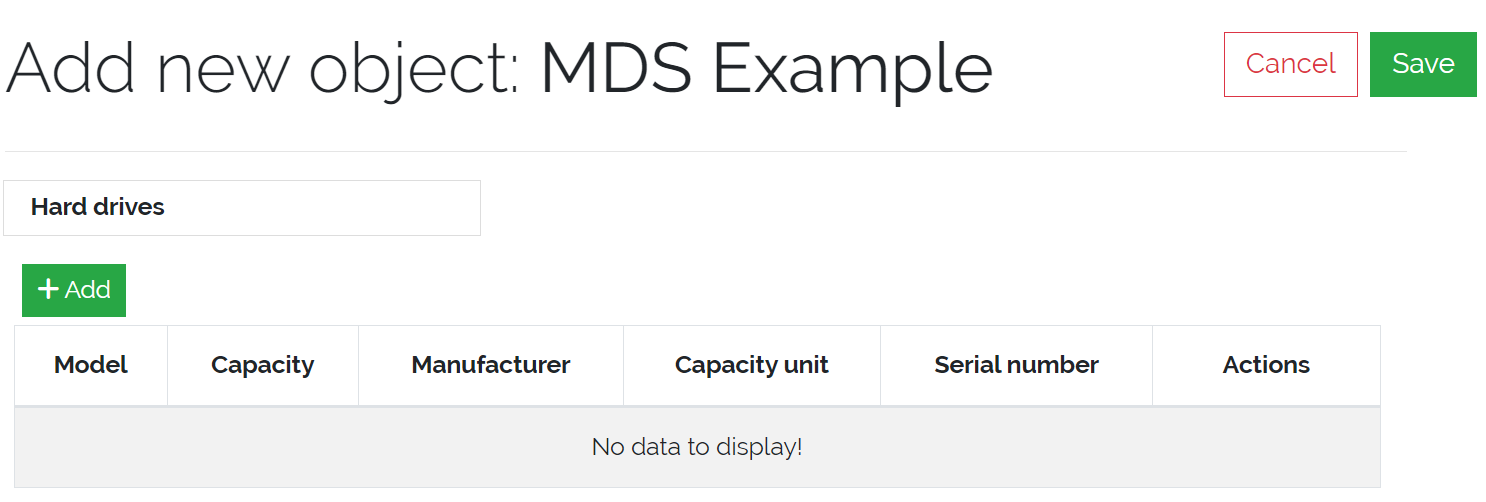 Add new object: MDS Example
Cancel
Save
Hard drives
+ Add
Model Capacity Manufacturer Capacity unit Serial number Actions
No data to display!